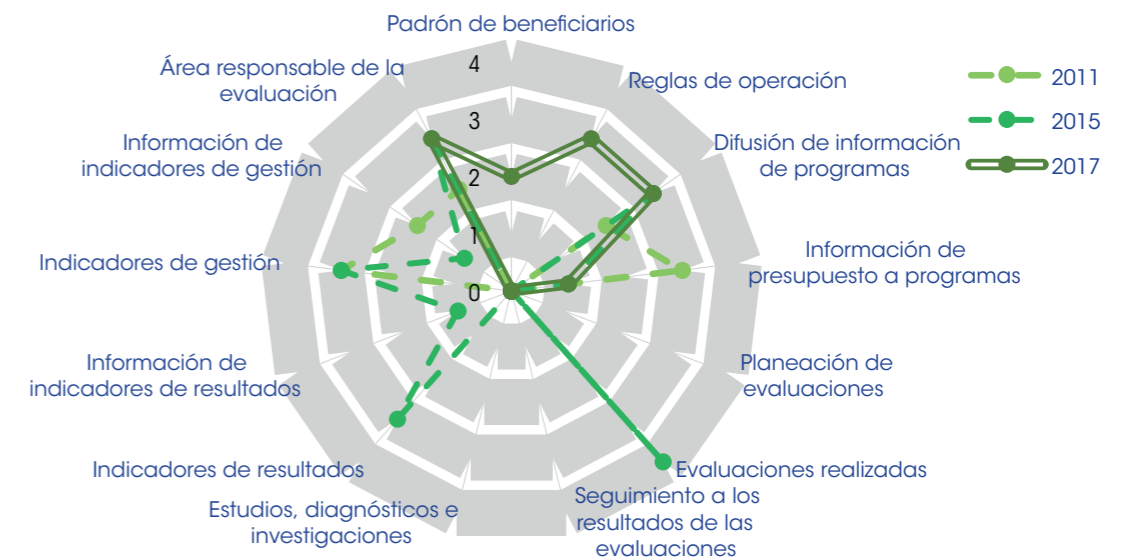 Padrón de beneficiarios
Reglas de operación
Difusión de información
de programas
Información de
presupuesto a programas
Planeación de
evaluaciones
Evaluaciones realizadas
Seguimiento a los
resultados de las
evaluaciones
Estudios, diagnósticos e
investigaciones
Indicadores de resultados
Información de
indicadores de resultados
Indicadores de gestión
Información de
indicadores de gestión
Área responsable de la
evaluación
4
3
2
1
0
2011
2015
2017